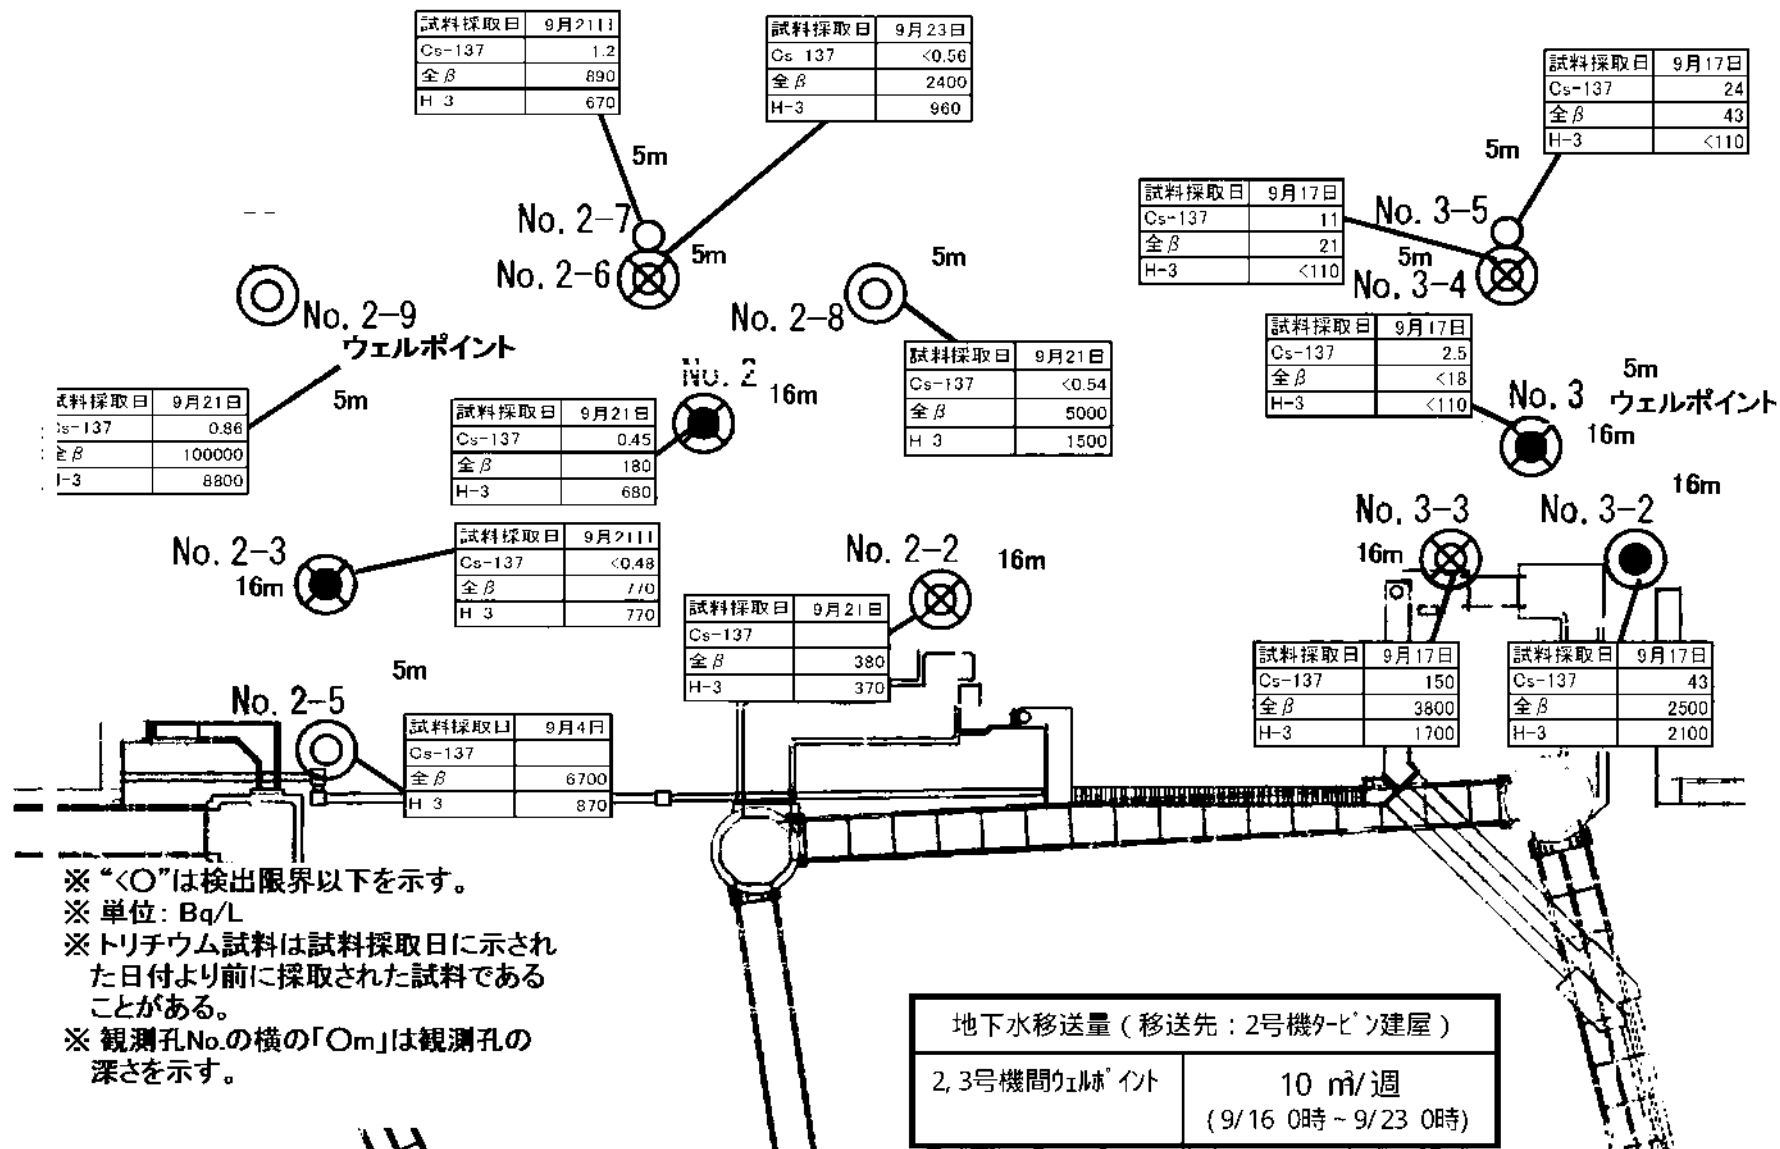 試料採取日 9月21日
Cs-137 1.2
全β 890
H-3 670
試料採取日 9月23日
Cs-137 <0.56
全β 2400
H-3 960
試料採取日 9月17日
Cs-137 24
全β 43
H-3 <110
5m
5m
試料採取日 9月17日
Cs-137 11
全β 21
H-3 <110
No. 2-7
No. 3-5
5m
5m
5m
No. 2-6
No. 3-4
No. 2-9
ウェルポイント
No. 2-8
試料採取日 9月17日
Cs-137 2.5
全β <18
H-3 <110
試料採取日 9月21日
Cs-137 <0.54
全β 5000
H-3 1500
No. 2
16m
5m
No. 3
ウェルポイント
16m
5m
料採取日 9月21日
s-137 0.86
全β 100000
-3 8800
試料採取日 9月21日
Cs-137 0.45
全β 180
H-3 680
16m
No. 3-3
No. 3-2
16m
No. 2-3
16m
試料採取日 9月21日
Cs-137 <0.48
全β 770
H-3 770
No. 2-2
16m
試料採取日 9月21日
Cs-137
全β 380
H-3 370
試料採取日 9月17日
Cs-137 150
全β 3800
H-3 1700
試料採取日 9月17日
Cs-137 43
全β 2500
H-3 2100
5m
No. 2-5
試料採取日 9月4日
Cs-137
全β 6700
H-3 870
※ “<〇”は検出限界以下を示す。
※ 単位: Bq/L
※ トリチウム試料は試料採取日に示され
た日付より前に採取された試料である
ことがある。
※ 観測孔No.の横の「〇m」は観測孔の
深さを示す。
地下水移送量 ( 移送先 : 2号機タービン建屋 )
2, 3号機間ウェルポイント 10 ㎥/週
( 9/16 0時 ~ 9/23 0時)